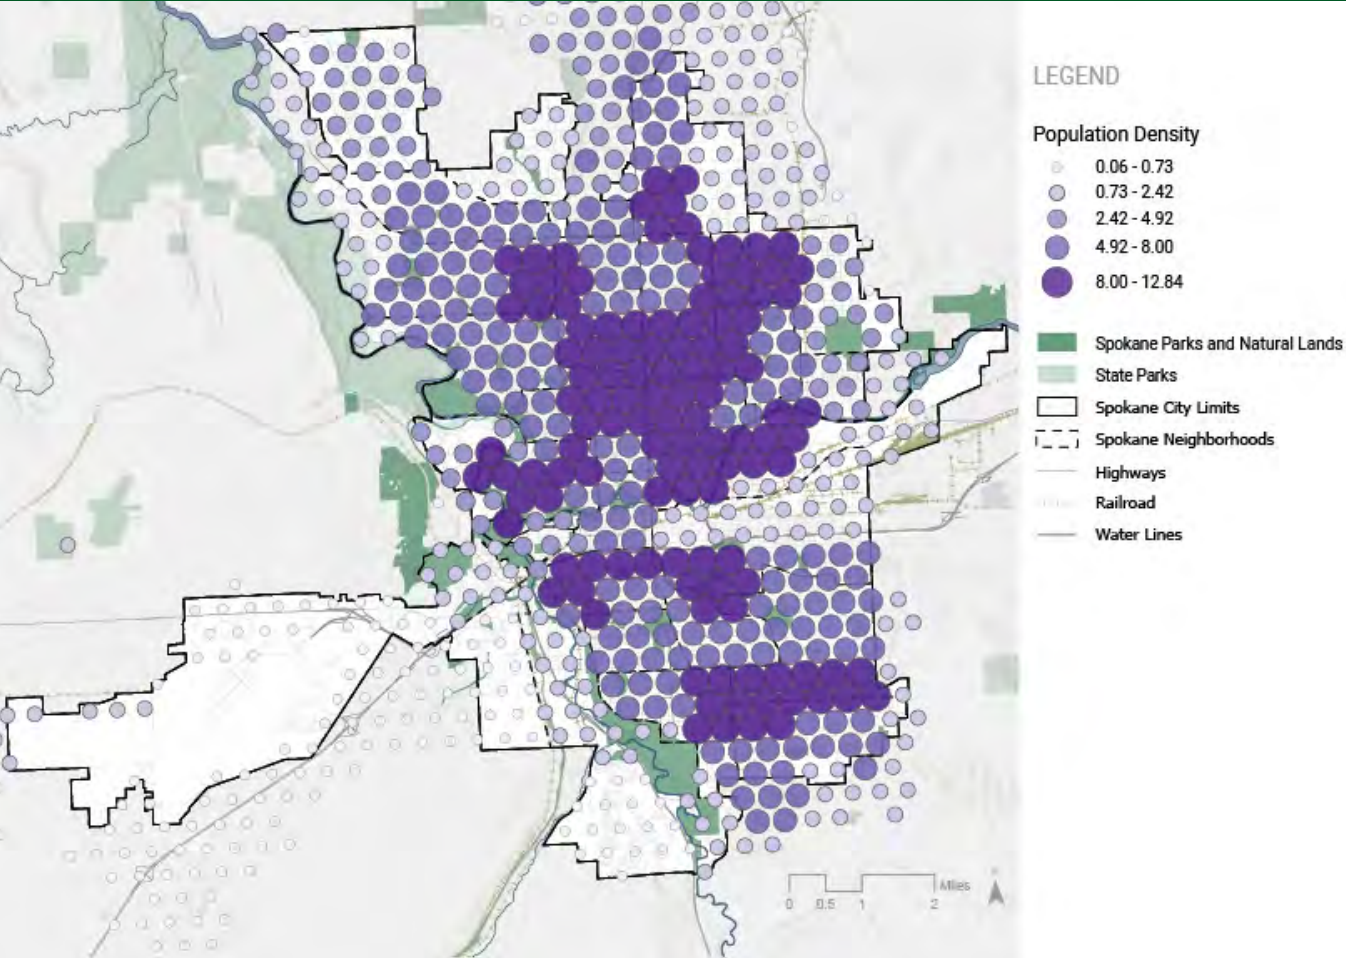 LEGEND
Population Density
0.06 - 0.73
0.73 - 2.42
2.42 - 4.92
4.92 - 8.00
8.00 - 12.84
Spokane Parks and Natural Lands
State Parks
Spokane City Limits
Spokane Neighborhoods
Highways
Railroad
Water Lines
Miles
0 0.5 1 2